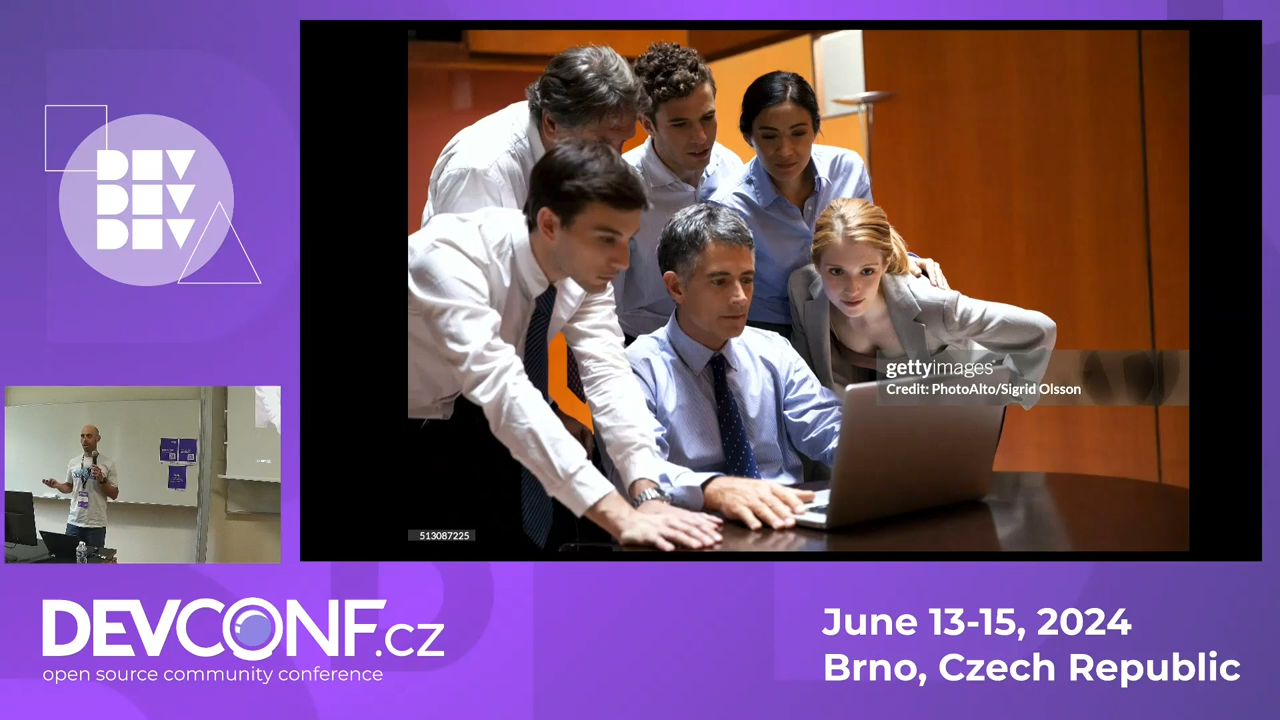 DEV
DEV
DEV
gettyimages®
Credit: PhotoAlto/Sigrid Olsson
513087225
DEVCONF.cz
open source community conference
June 13-15, 2024
Brno, Czech Republic